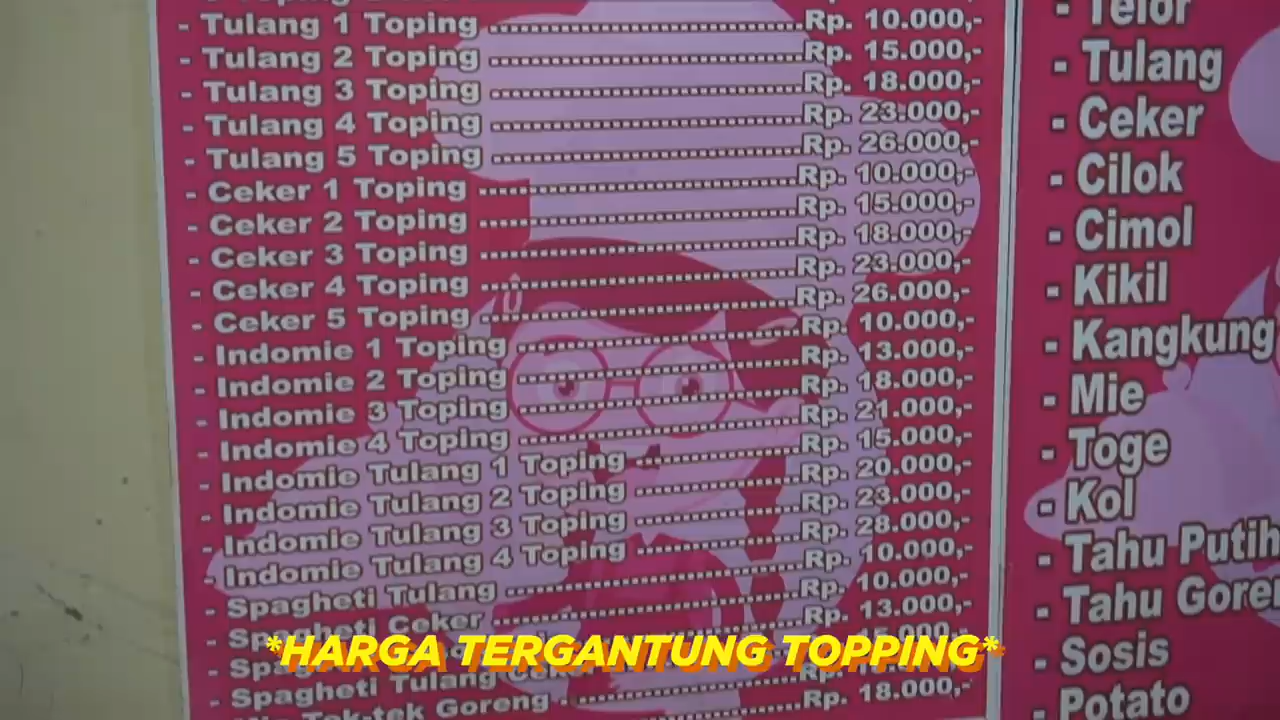 - Tulang 1 Toping ........ Rp. 10.000,-
- Tulang 2 Toping ........ Rp. 15.000,-
- Tulang 3 Toping ........ Rp. 18.000,-
- Tulang 4 Toping ........ Rp. 23.000,-
- Tulang 5 Toping ........ Rp. 26.000,-
- Ceker 1 Toping ........ Rp. 10.000,-
- Ceker 2 Toping ........ Rp. 15.000,-
- Ceker 3 Toping ........ Rp. 18.000,-
- Ceker 4 Toping ........ Rp. 23.000,-
- Ceker 5 Toping ........ Rp. 26.000,-
- Indomie 1 Toping ........ Rp. 10.000,-
- Indomie 2 Toping ........ Rp. 13.000,-
- Indomie 3 Toping ........ Rp. 18.000,-
- Indomie 4 Toping ........ Rp. 21.000,-
- Indomie Tulang 1 Toping ........ Rp. 15.000,-
- Indomie Tulang 2 Toping ........ Rp. 20.000,-
- Indomie Tulang 3 Toping ........ Rp. 23.000,-
- Indomie Tulang 4 Toping ........ Rp. 28.000,-
- Spagheti Tulang ........ Rp. 10.000,-
- Spagheti Ceker ........ Rp. 10.000,-
Rp. 13.000,-
- Spagheti Tulang Ceker
Tek-tek Goreng ........ Rp. 18.000,-
- Telor
- Tulang
- Ceker
- Cilok
- Cimol
- Kikil
- Kangkung
- Mie
- Toge
- Kol
- Tahu Putih
- Tahu Gore
- Sosis
- Potato
*HARGA TERGANTUNG TOPPING*